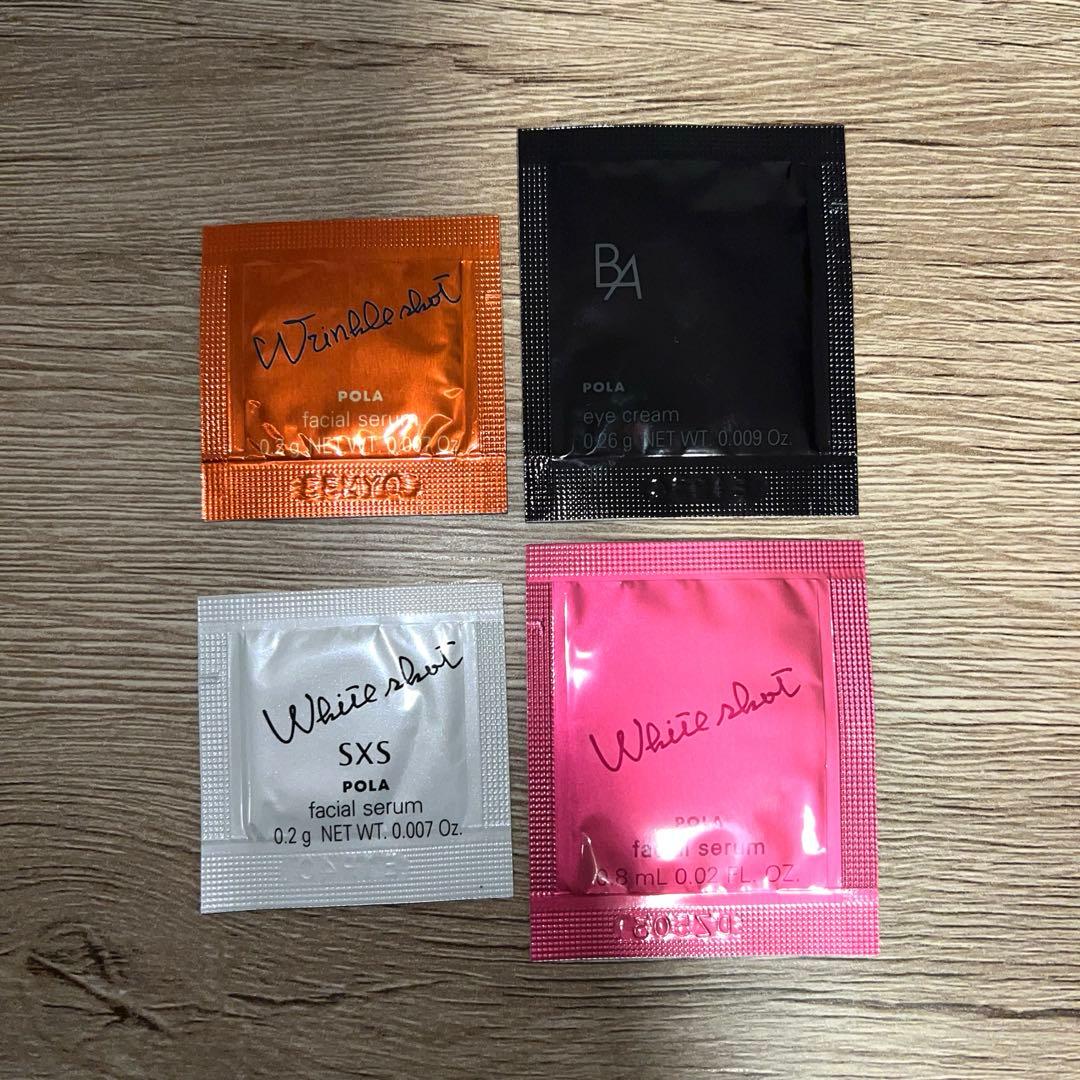 Wrinkle shot
POLA
facial serum
0.2 g NET WT. 0.007 Oz.
BA
POLA
eye cream
0.26 g NET WT. 0.009 Oz.
White shot
SXS
POLA
facial serum
0.2 g NET WT. 0.007 Oz.
White shot
POLA
facial serum
0.8 mL 0.02 FL. OZ.